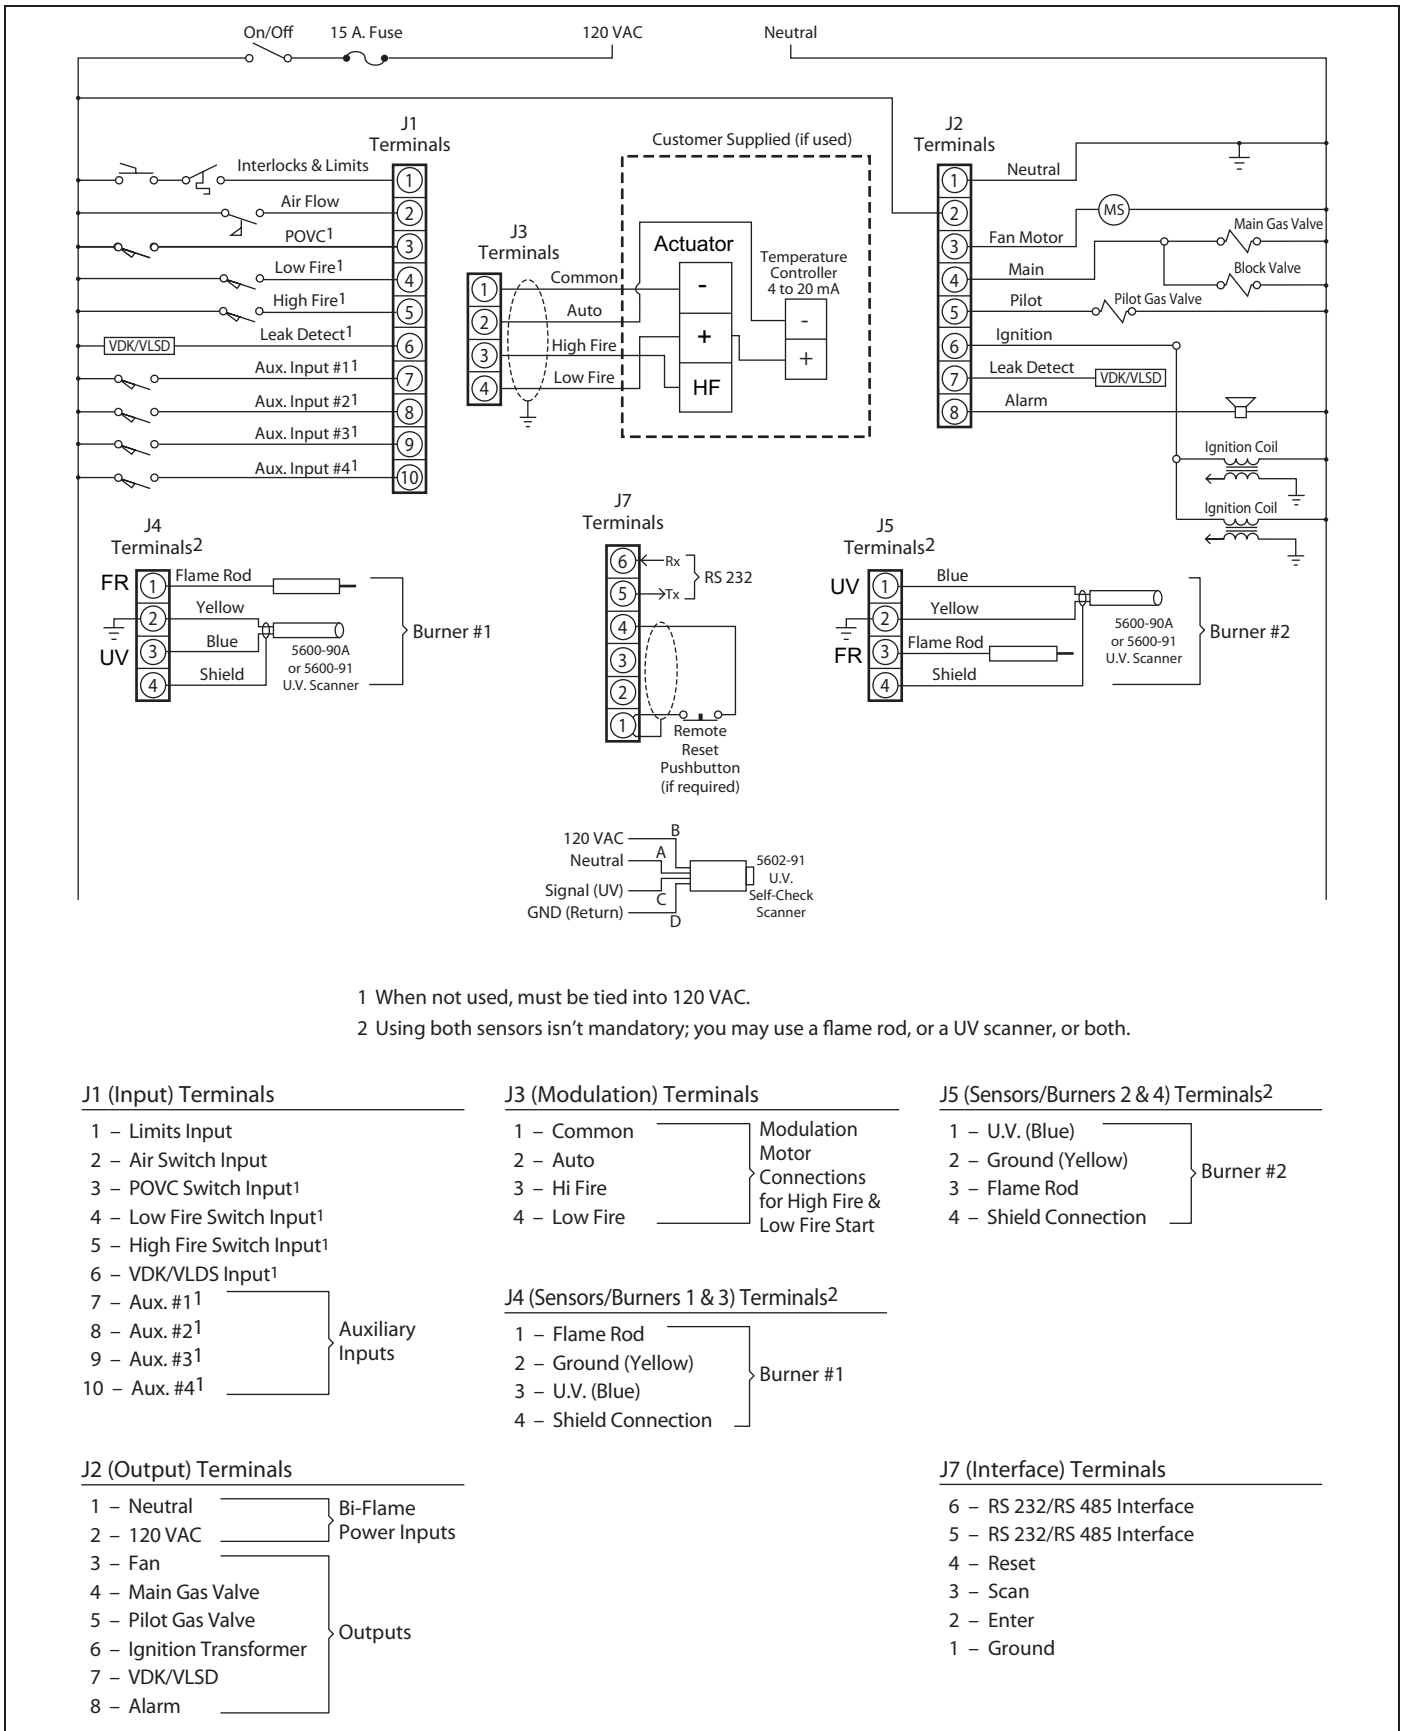 On/Off
15 A. Fuse
120 VAC
Neutral
J1
Terminals
Interlocks & Limits
1
Air Flow
2
POVC1
3
Low Fire1
4
High Fire1
5
Leak Detect1
VDK/VLSD
6
Aux. Input #11
7
Aux. Input #21
8
Aux. Input #31
9
Aux. Input #41
10
J3
Terminals
1
Common
2
Auto
3
High Fire
4
Low Fire
Customer Supplied (if used)
Actuator
-
+
HF
Temperature
Controller
4 to 20 mA
-
+
J2
Terminals
1
Neutral
2
3
Fan Motor
MS
4
Main
Main Gas Valve
Block Valve
5
Pilot
Pilot Gas Valve
6
Ignition
7
Leak Detect
VDK/VLSD
8
Alarm
Ignition Coil
Ignition Coil
J4
Terminals2
FR
1
Flame Rod
2
Yellow
UV
3
Blue
4
Shield
5600-90A
or 5600-91
U.V. Scanner
Burner #1
J7
Terminals
6
Rx
5
Tx
RS 232
4
3
2
1
Remote
Reset
Pushbutton
(if required)
J5
Terminals2
UV
1
Blue
2
Yellow
FR
3
Flame Rod
4
Shield
5600-90A
or 5600-91
U.V. Scanner
Burner #2
120 VAC
B
Neutral
A
Signal (UV)
C
GND (Return)
D
5602-91
U.V.
Self-Check
Scanner
1 When not used, must be tied into 120 VAC.
2 Using both sensors isn't mandatory; you may use a flame rod, or a UV scanner, or both.
J1 (Input) Terminals
1 – Limits Input
2 – Air Switch Input
3 – POVC Switch Input1
4 – Low Fire Switch Input1
5 – High Fire Switch Input1
6 – VDK/VLDS Input1
7 – Aux. #11
8 – Aux. #21
9 – Aux. #31
10 – Aux. #41
Auxiliary
Inputs
J2 (Output) Terminals
1 – Neutral
2 – 120 VAC
Bi-Flame
Power Inputs
3 – Fan
4 – Main Gas Valve
5 – Pilot Gas Valve
6 – Ignition Transformer
7 – VDK/VLSD
8 – Alarm
Outputs
J3 (Modulation) Terminals
1 – Common
2 – Auto
3 – Hi Fire
4 – Low Fire
Modulation
Motor
Connections
for High Fire &
Low Fire Start
J4 (Sensors/Burners 1 & 3) Terminals2
1 – Flame Rod
2 – Ground (Yellow)
3 – U.V. (Blue)
4 – Shield Connection
Burner #1
J5 (Sensors/Burners 2 & 4) Terminals2
1 – U.V. (Blue)
2 – Ground (Yellow)
3 – Flame Rod
4 – Shield Connection
Burner #2
J7 (Interface) Terminals
6 – RS 232/RS 485 Interface
5 – RS 232/RS 485 Interface
4 – Reset
3 – Scan
2 – Enter
1 – Ground